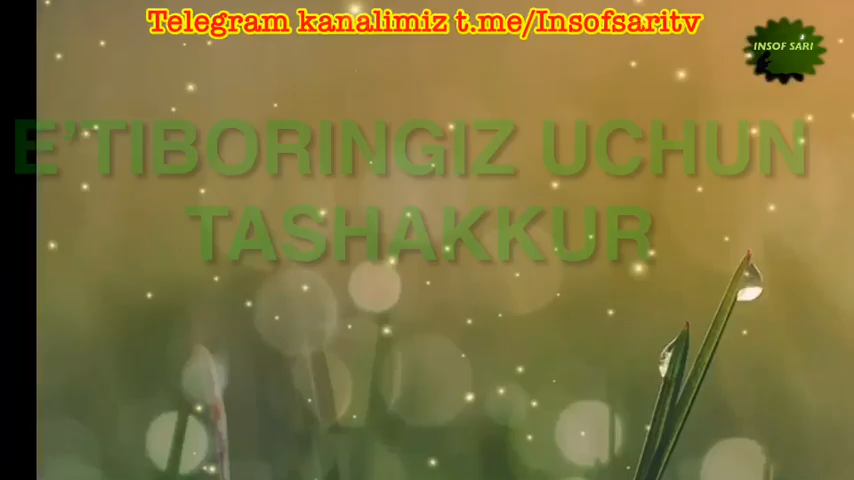 Telegram kanalimiz t.me/Insofsaritv
INSOF SARI
E’TIBORINGIZ UCHUN
TASHAKKUR